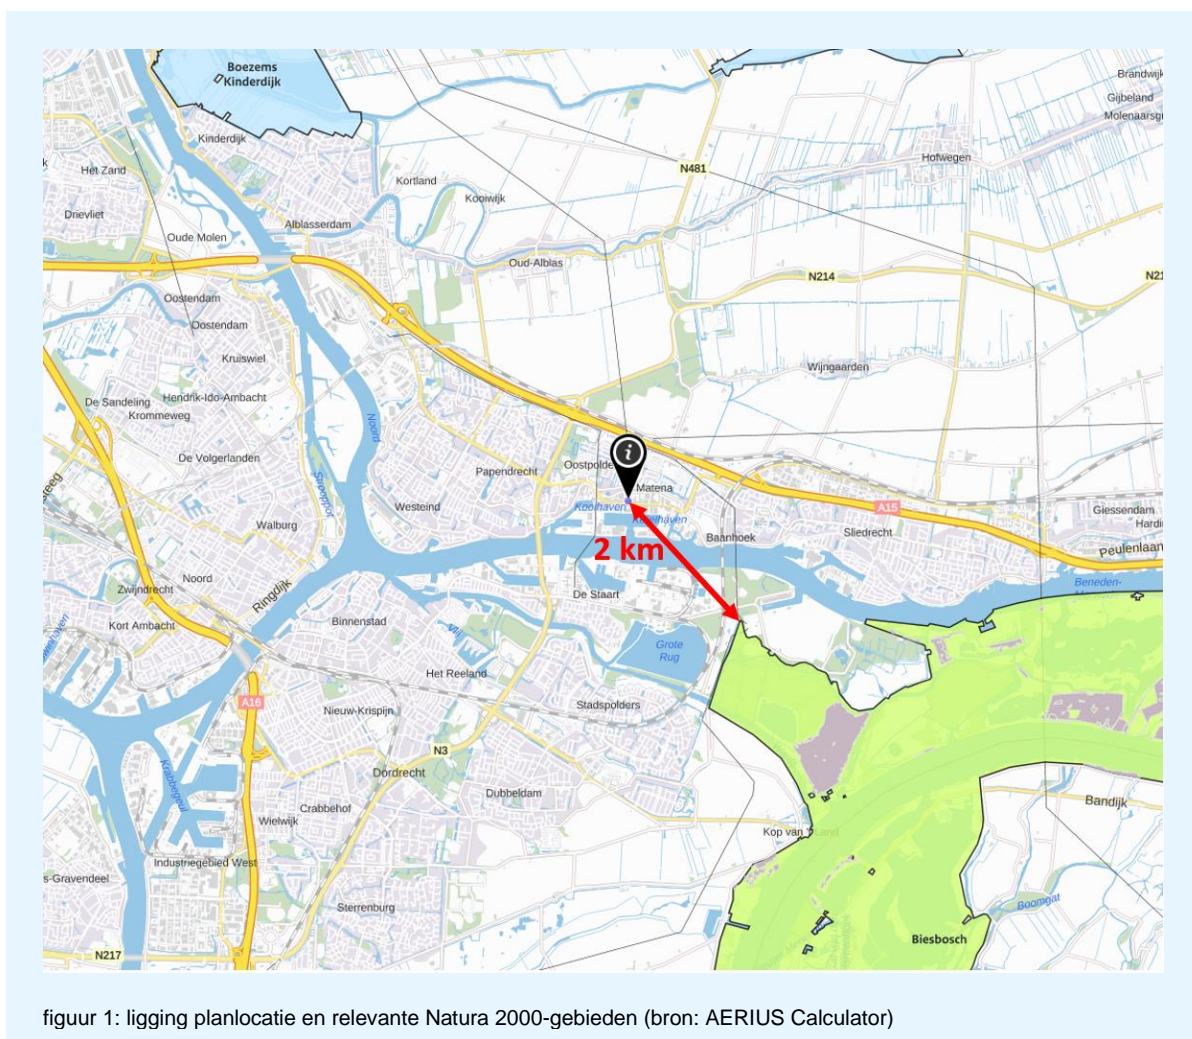 Boezems
Kinderdijk
Brandwijk
Gijbeland
Molenaarsgr
Kinderdijk
Hofwegen
Het Zand
N481
Kortland
Kooiwijk
Drievliet
Alblasserdam
Oude Molen
Oud-Alblas
N214
N21
Oostendam
Oostendam
Kruiswiel
Wijngaarden
De Sandeling
Hendrik-Ido-Ambacht
Krommeweg
Noord
De Volgerlanden
Papendrecht
Oostpolde
Matena
Kooihaven
Westeind
A15
Giessendam
Hardi
Walburg
Baanhoek
Sliedrecht
2 km
Peulenlaan
Noord
Ringdijk
Zwijndrecht
De Staart
Beneden-
Kort Ambacht
Binnenstad
Grote
Rug
Het Reeland
A16
Nieuw-Krispijn
Stadspolders
N3
Krabbegeul
Dordrecht
Dubbeldam
Crabbehof
Bandijk
Wielwijk
Kop van 't Land
Industriegebied West
s-Gravendeel
Sterrenburg
Boomgat
Biesbosch
N217
figuur 1: ligging planlocatie en relevante Natura 2000-gebieden (bron: AERIUS Calculator)